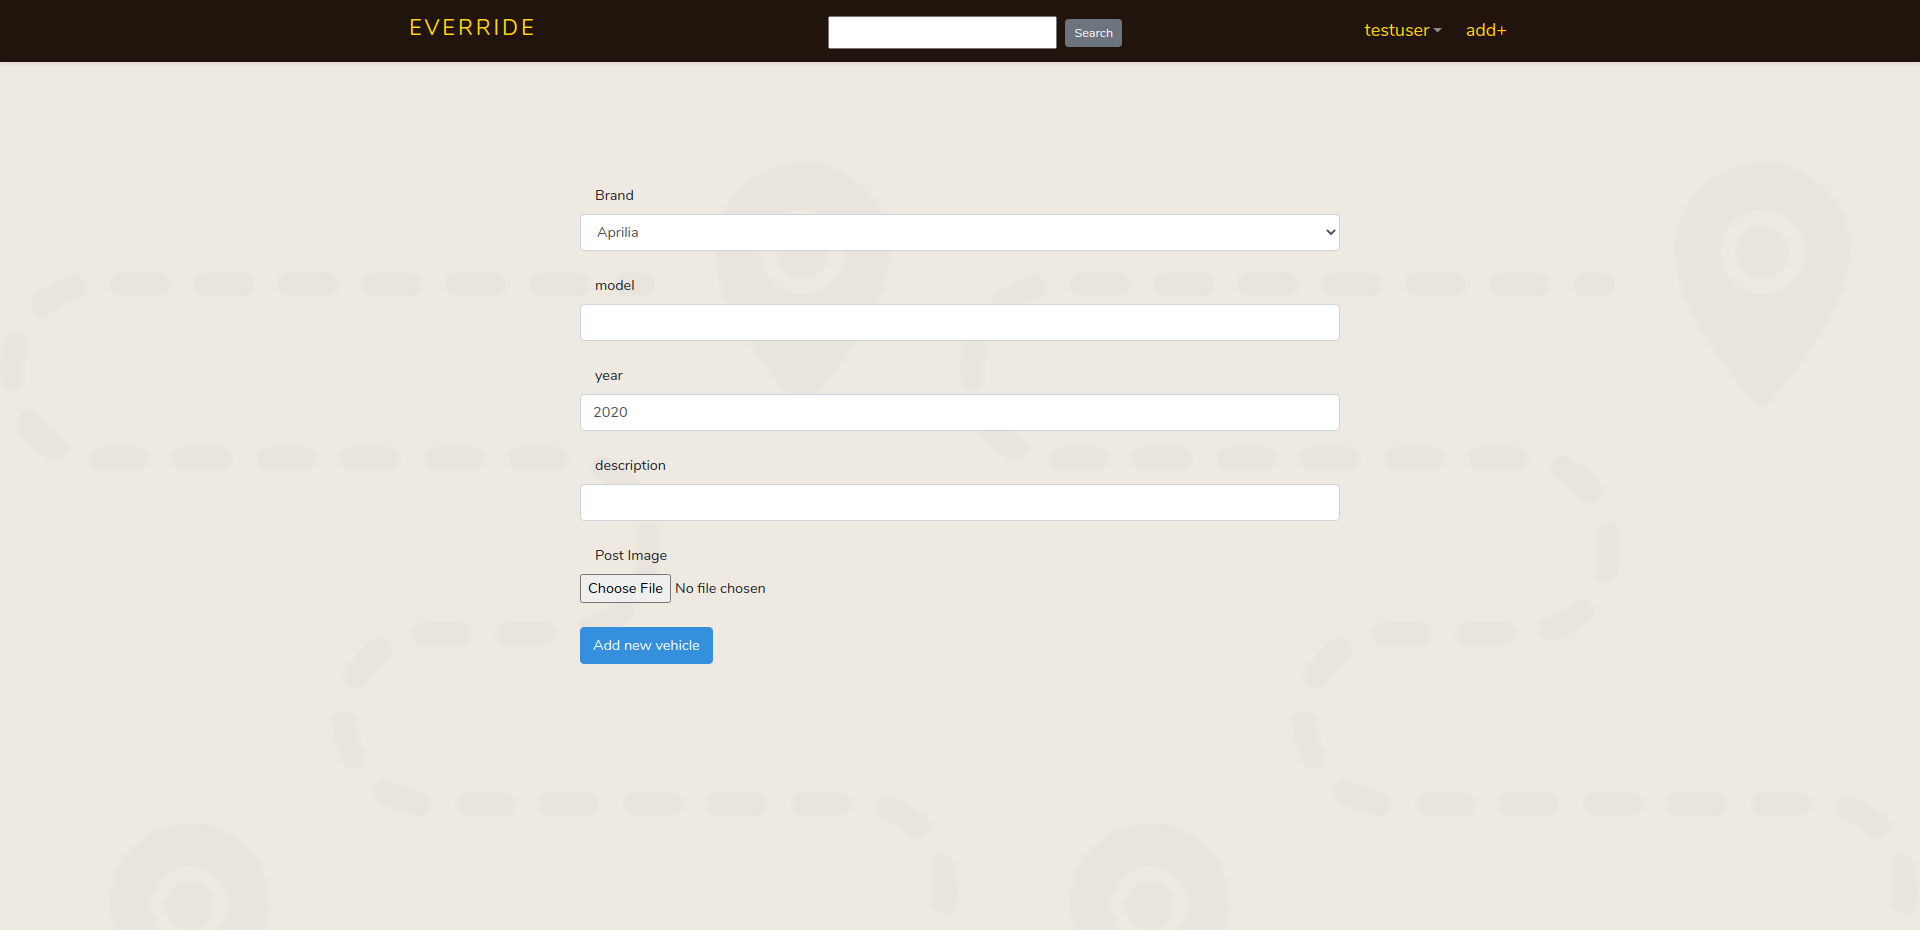 EVERRIDE
Search
testuser
add+
Brand
Aprilia
model
year
2020
description
Post Image
Choose File No file chosen
Add new vehicle